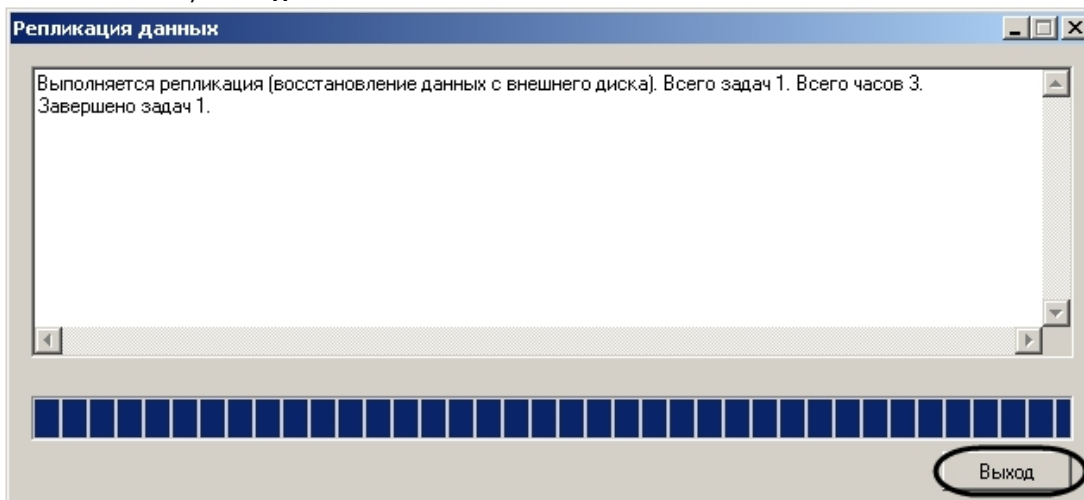 Репликация данных
Выполняется репликация (восстановление данных с внешнего диска). Всего задач 1. Всего часов 3.
Завершено задач 1.
Выход